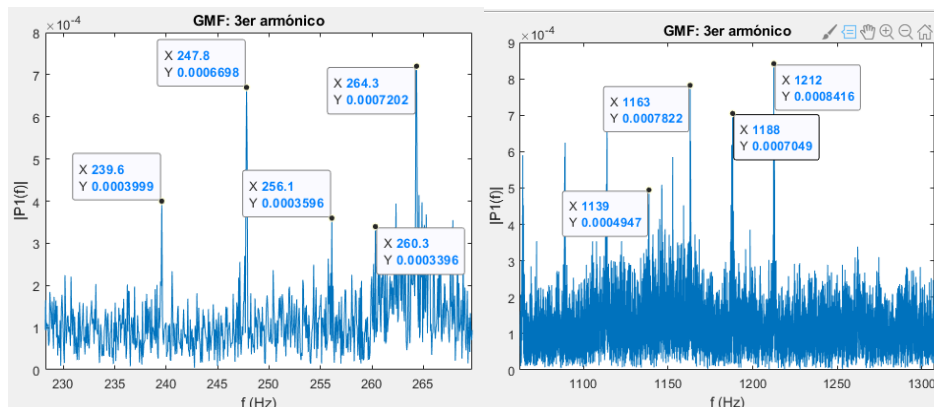 GMF: 3er armónico
×10-4
8
7
6
5
4
3
2
1
0
|P1(f)|
X 247.8
Y 0.0006698
X 264.3
Y 0.0007202
X 239.6
Y 0.0003999
X 256.1
Y 0.0003596
X 260.3
Y 0.0003396
230 235 240 245 250 255 260 265
f (Hz)
GMF: 3er armónico
×10-4
9
8
7
6
5
4
3
2
1
0
|P1(f)|
X 1212
Y 0.0008416
X 1163
Y 0.0007822
X 1188
Y 0.0007049
X 1139
Y 0.0004947
1100 1150 1200 1250 1300
f (Hz)